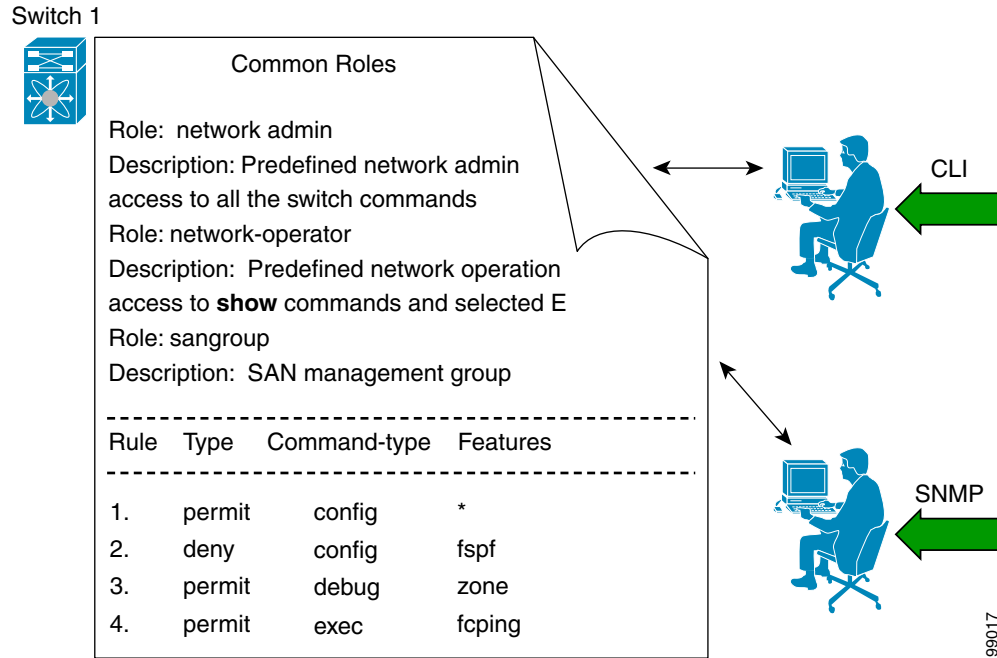 Switch 1
Common Roles
Role: network admin
Description: Predefined network admin
access to all the switch commands
Role: network-operator
Description: Predefined network operation
access to show commands and selected E
Role: sangroup
Description: SAN management group
Rule Type Command-type Features
1. permit config *
2. deny config fspf
3. permit debug zone
4. permit exec fcping
CLI
SNMP
99017